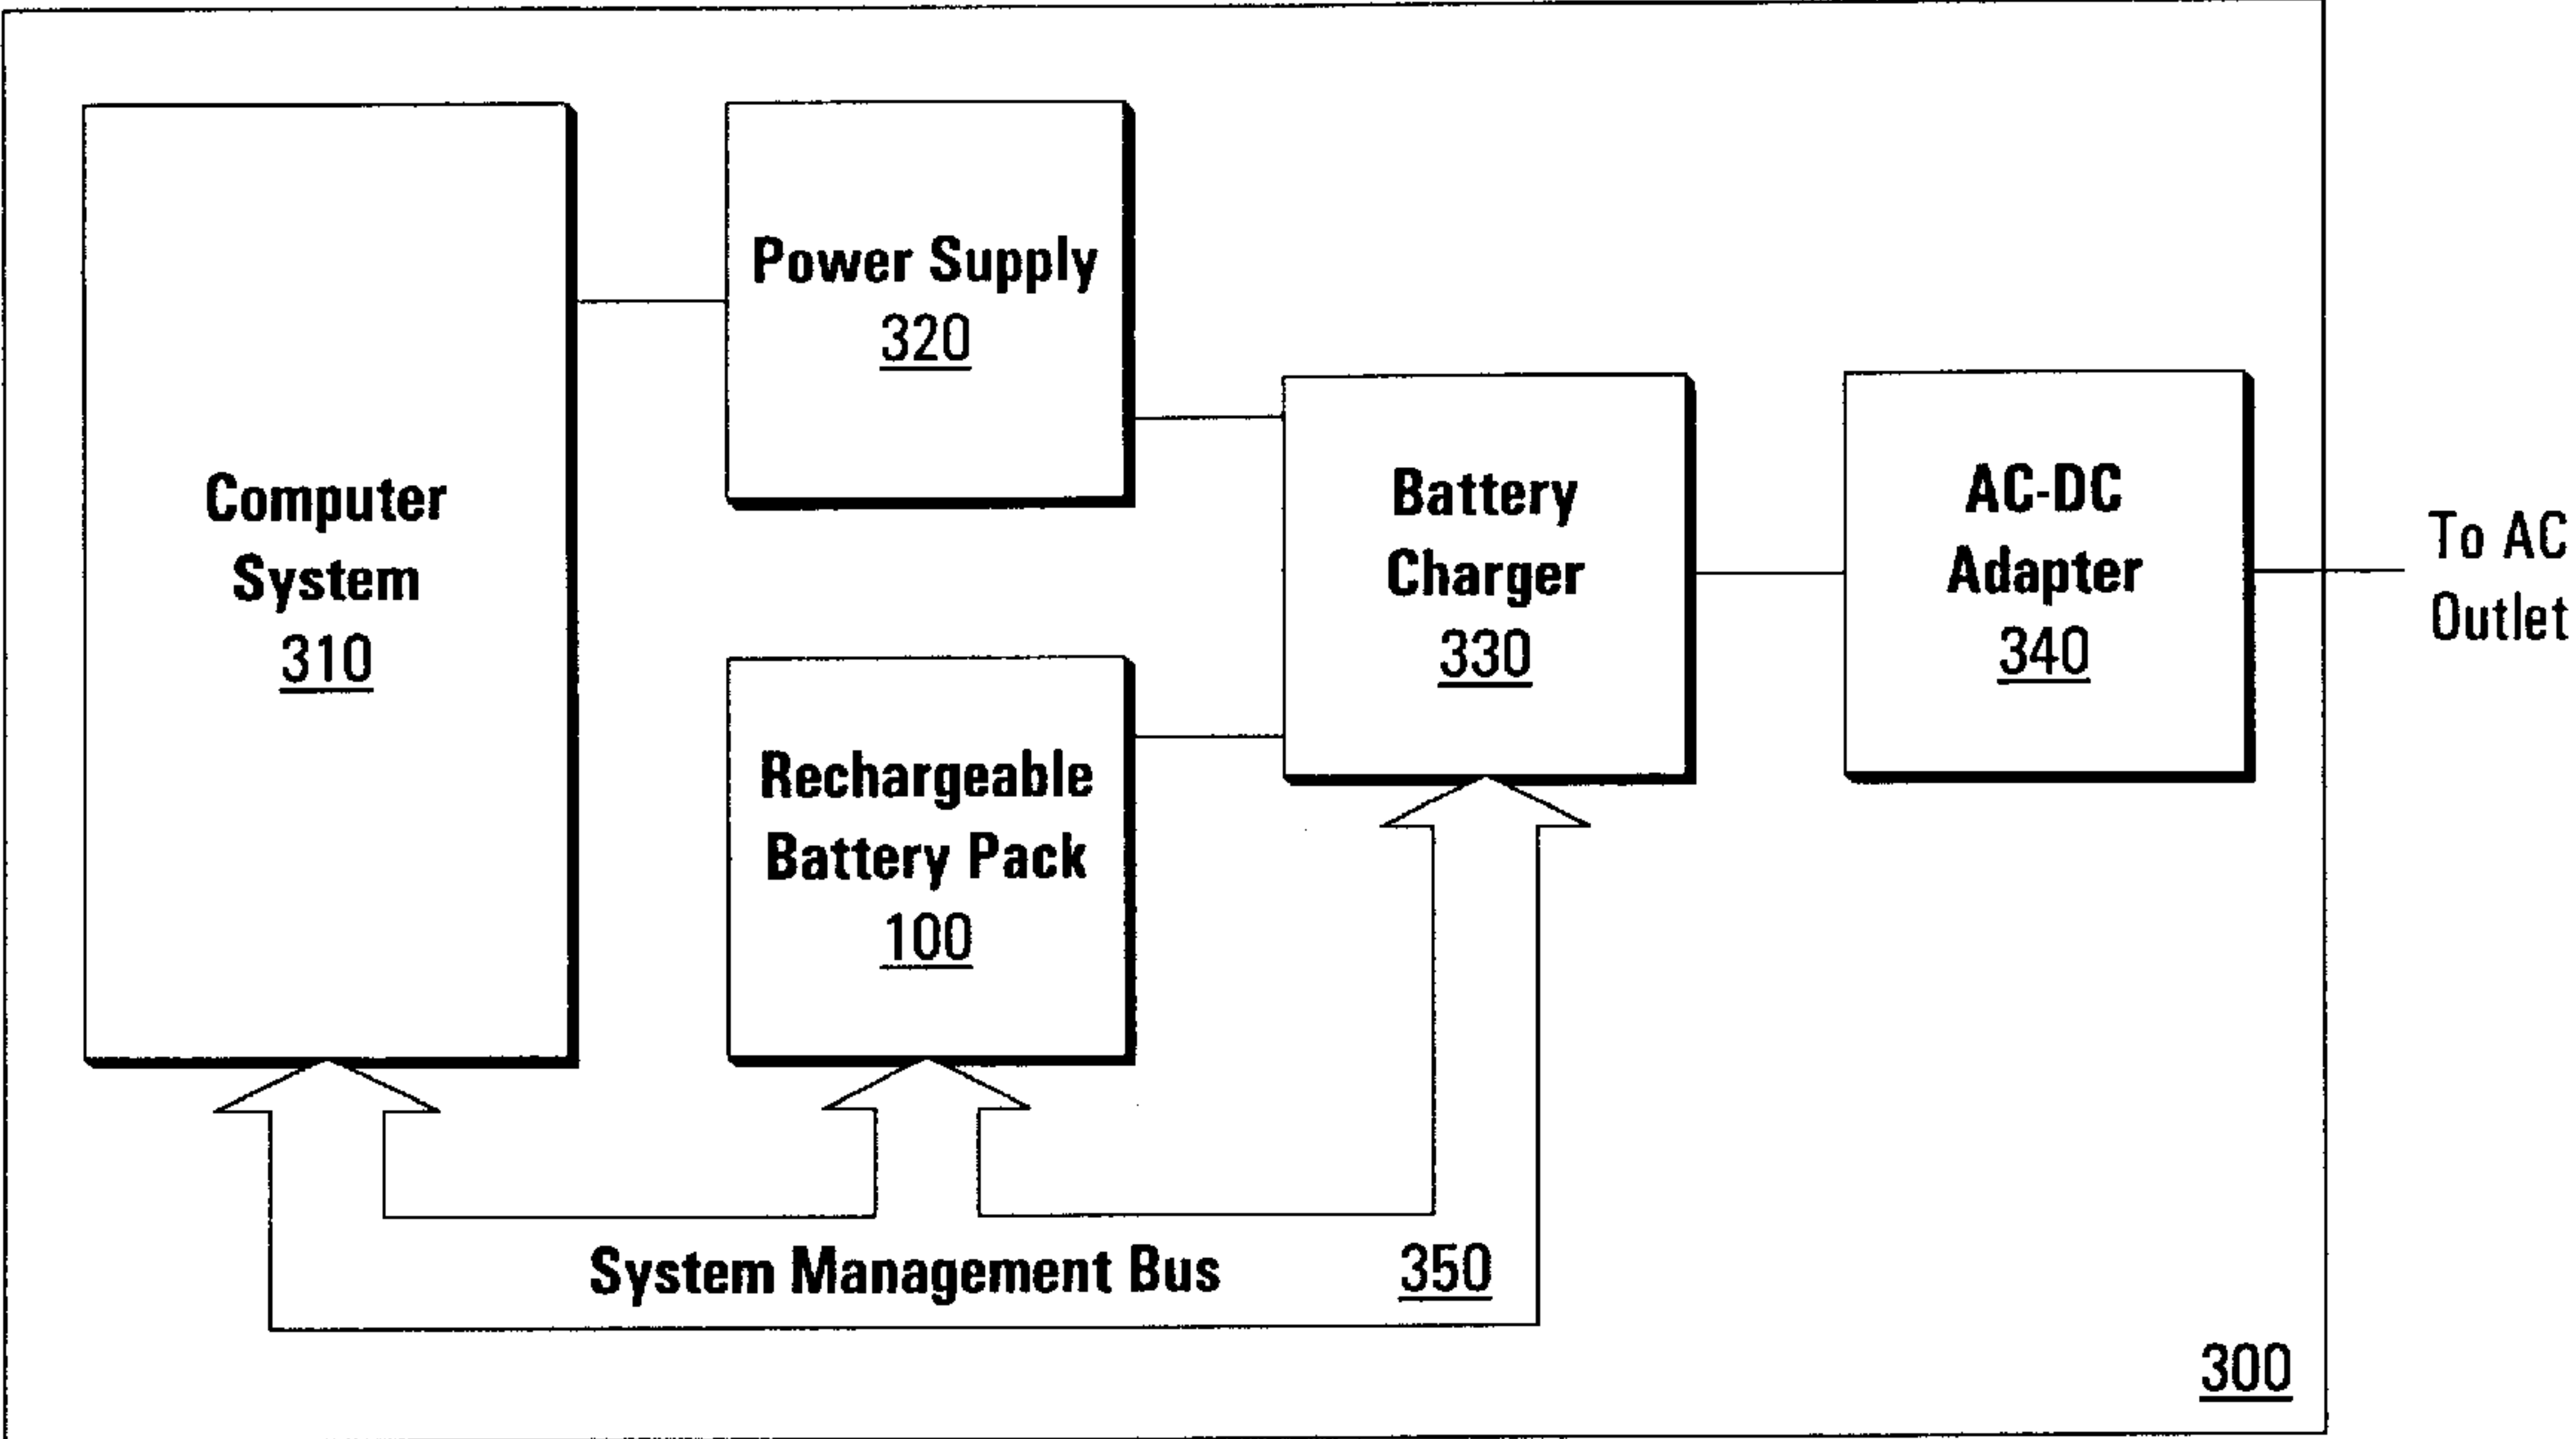 Computer
System
310
Power Supply
320
Rechargeable
Battery Pack
100
Battery
Charger
330
AC-DC
Adapter
340
To AC
Outlet
System Management Bus
350
300